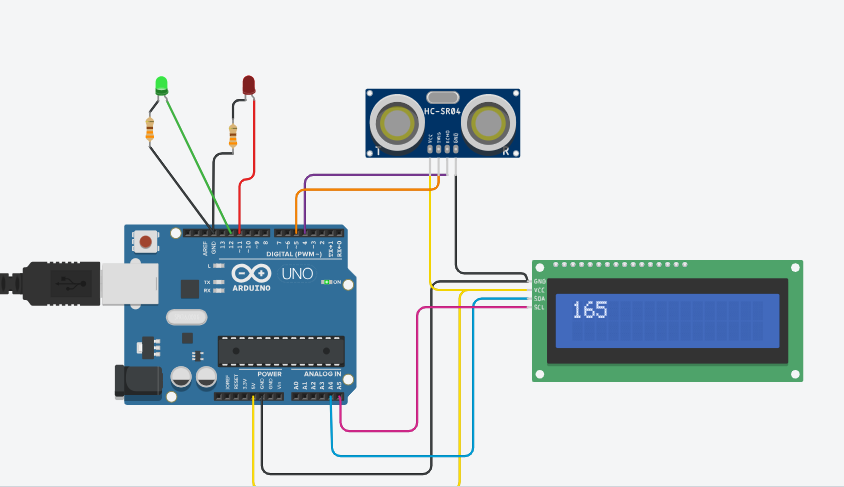 HC-SR04
VCC
TRIG
ECHO
GND
T
R
AREF
GND
13
12
~11
~10
~9
8
7
~6
~5
4
~3
2
TX→1
RX←0
DIGITAL (PWM~)
L
TX
RX
UNO
ARDUINO
ON
GND
VCC
SDA
SCL
165
POWER
ANALOG IN
IOREF
RESET
3.3V
5V
GND
GND
Vin
A0
A1
A2
A3
A4
A5